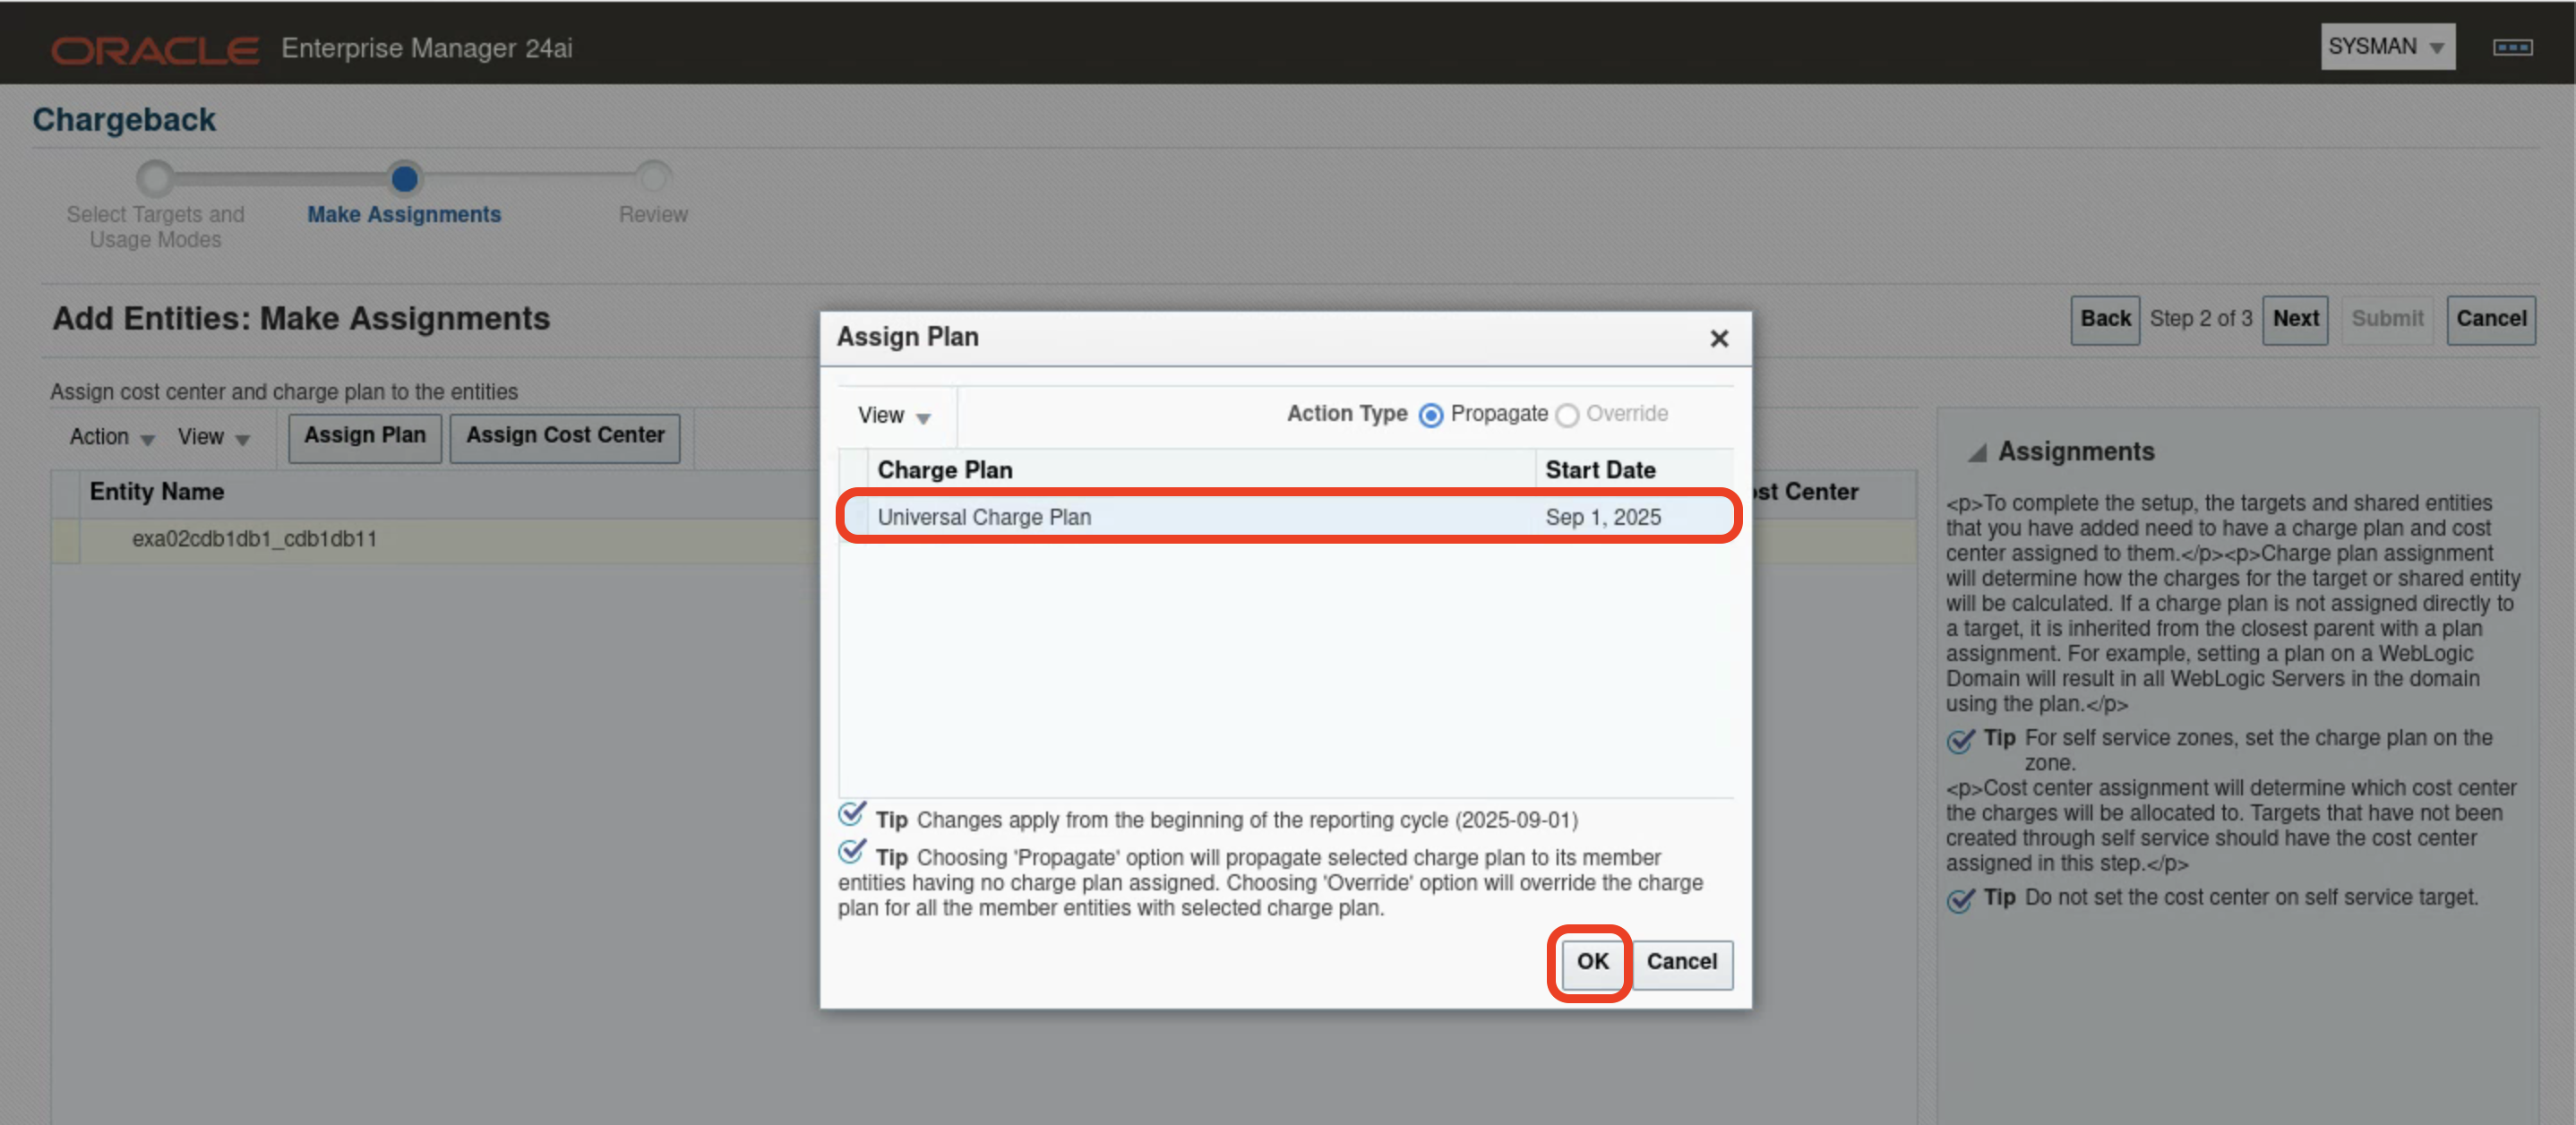 ORACLE Enterprise Manager 24ai
SYSMAN
Chargeback
Select Targets and
Usage Modes
Make Assignments
Review
Add Entities: Make Assignments
Back Step 2 of 3 Next Submit Cancel
Assign cost center and charge plan to the entities
Action View Assign Plan Assign Cost Center
Entity Name
st Center
exa02cdb1db1_cdb1db11
Assign Plan
View Action Type Propagate Override
Charge Plan Start Date
Universal Charge Plan Sep 1, 2025
Tip Changes apply from the beginning of the reporting cycle (2025-09-01)
Tip Choosing 'Propagate' option will propagate selected charge plan to its member
entities having no charge plan assigned. Choosing 'Override' option will override the charge
plan for all the member entities with selected charge plan.
OK Cancel
Assignments
<p>To complete the setup, the targets and shared entities
that you have added need to have a charge plan and cost
center assigned to them.</p><p>Charge plan assignment
will determine how the charges for the target or shared entity
will be calculated. If a charge plan is not assigned directly to
a target, it is inherited from the closest parent with a plan
assignment. For example, setting a plan on a WebLogic
Domain will result in all WebLogic Servers in the domain
using the plan.</p>
Tip For self service zones, set the charge plan on the
zone.
<p>Cost center assignment will determine which cost center
the charges will be allocated to. Targets that have not been
created through self service should have the cost center
assigned in this step.</p>
Tip Do not set the cost center on self service target.